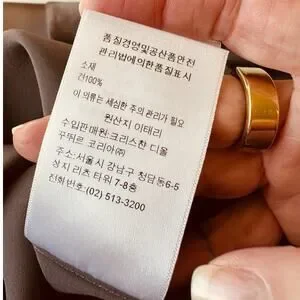 품질경영및공산품안전
관리법에의한품질표시
소재
견100%
이 의류는 세심한 주의 관리가 필요
원산지 이태리
수입판매원:크리스챤 디올
꾸뛰르 코리아㈜
주소:서울시 강남구 청담동6-5
상지 리츠 타워 7-8층
전화번호:(02) 513-3200